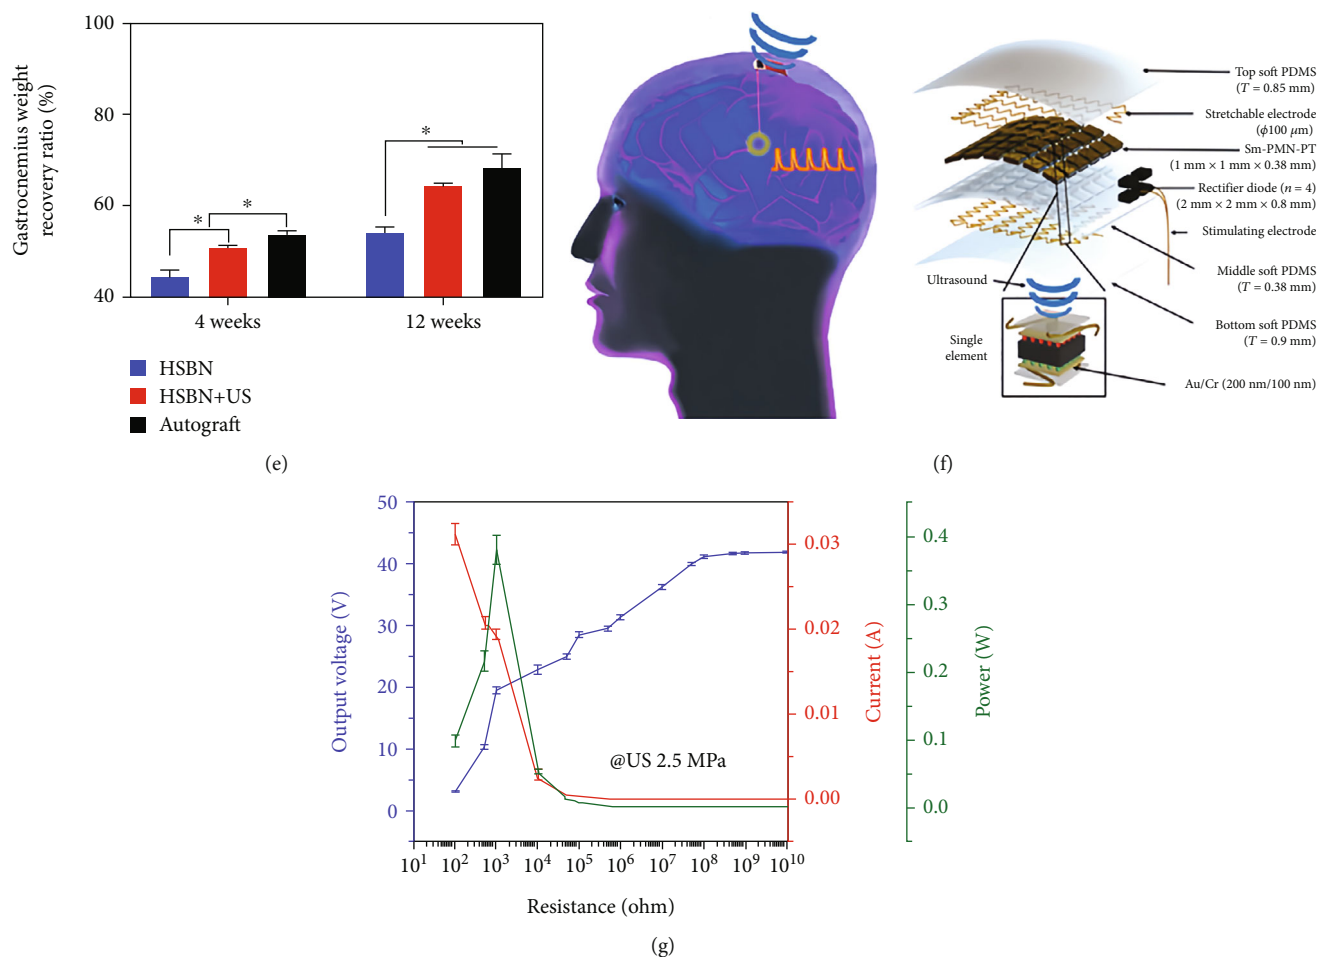 100
80
60
40
Gastrocnemius weight
recovery ratio (%)
*
*
*
4 weeks
12 weeks
HSBN
HSBN+US
Autograft
(e)
Top soft PDMS
(T = 0.85 mm)
Stretchable electrode
(ϕ100 μm)
Sm-PMN-PT
(1 mm × 1 mm × 0.38 mm)
Rectifier diode (n = 4)
(2 mm × 2 mm × 0.8 mm)
Stimulating electrode
Middle soft PDMS
(T = 0.38 mm)
Bottom soft PDMS
(T = 0.9 mm)
Au/Cr (200 nm/100 nm)
Ultrasound
Single
element
(f)
50
40
30
20
10
0
Output voltage (V)
0.03
0.02
0.01
0.00
Current (A)
0.4
0.3
0.2
0.1
0.0
Power (W)
@US 2.5 MPa
10¹ 10² 10³ 10⁴ 10⁵ 10⁶ 10⁷ 10⁸ 10⁹ 10¹⁰
Resistance (ohm)
(g)